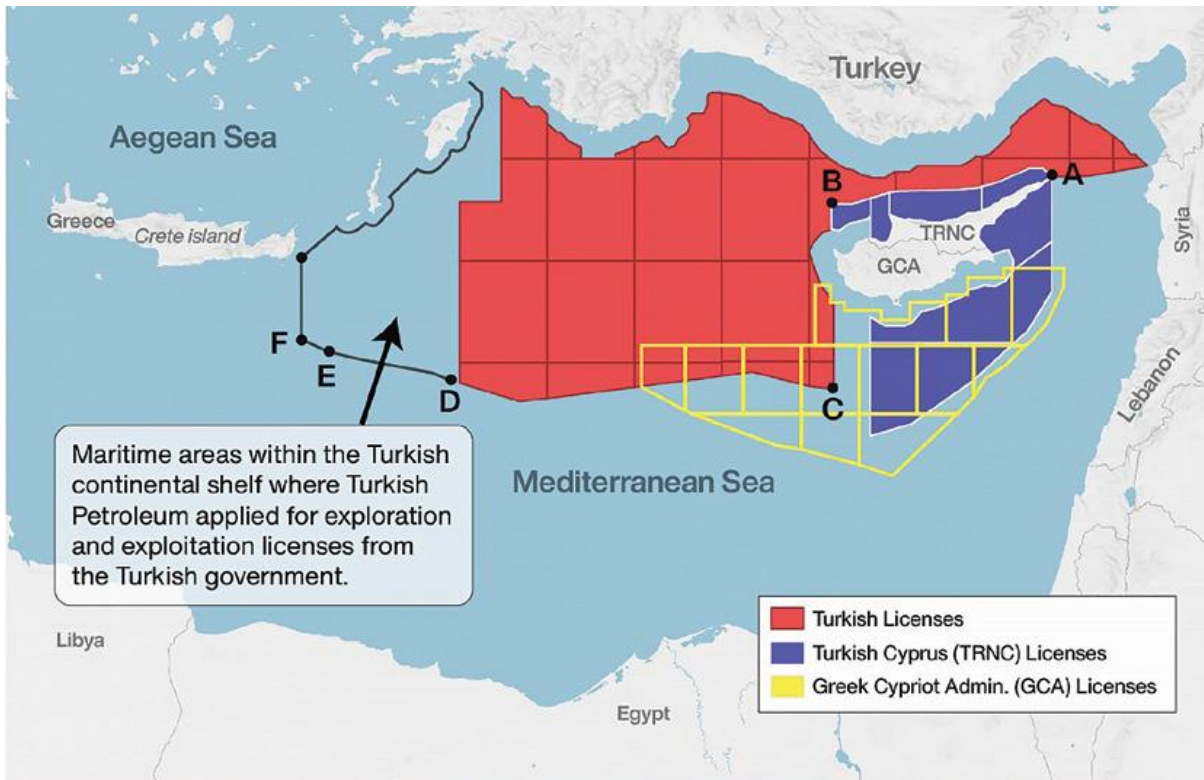 Turkey
Aegean Sea
B
A
Greece
Crete island
TRNC
GCA
Syria
F
E
D
C
Lebanon
Maritime areas within the Turkish
continental shelf where Turkish
Petroleum applied for exploration
and exploitation licenses from
the Turkish government.
Mediterranean Sea
Libya
Egypt
Turkish Licenses
Turkish Cyprus (TRNC) Licenses
Greek Cypriot Admin. (GCA) Licenses